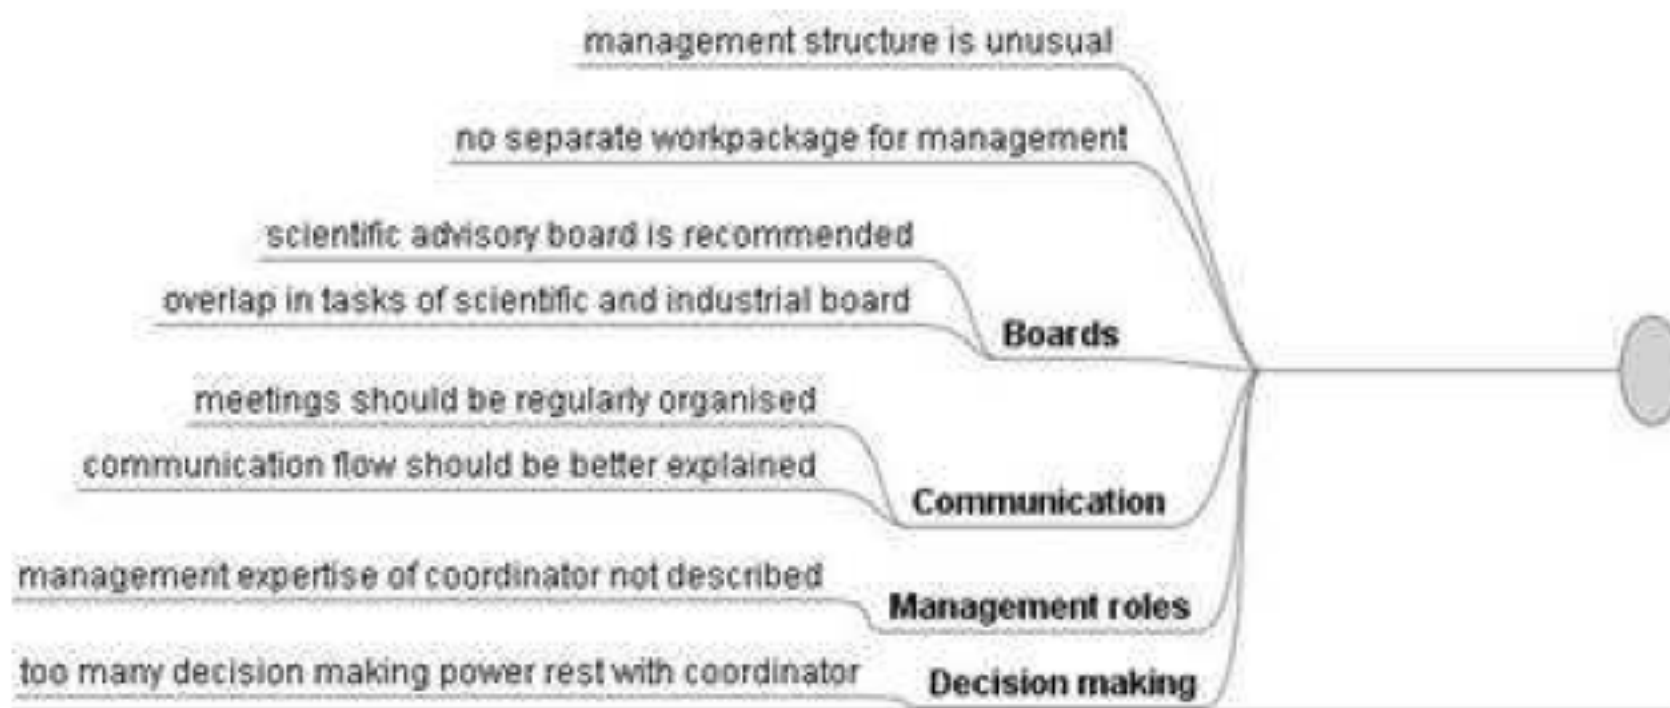 management structure is unusual
no separate workpackage for management
scientific advisory board is recommended
overlap in tasks of scientific and industrial board
Boards
meetings should be regularly organised
communication flow should be better explained
Communication
management expertise of coordinator not described
Management roles
too many decision making power rest with coordinator
Decision making